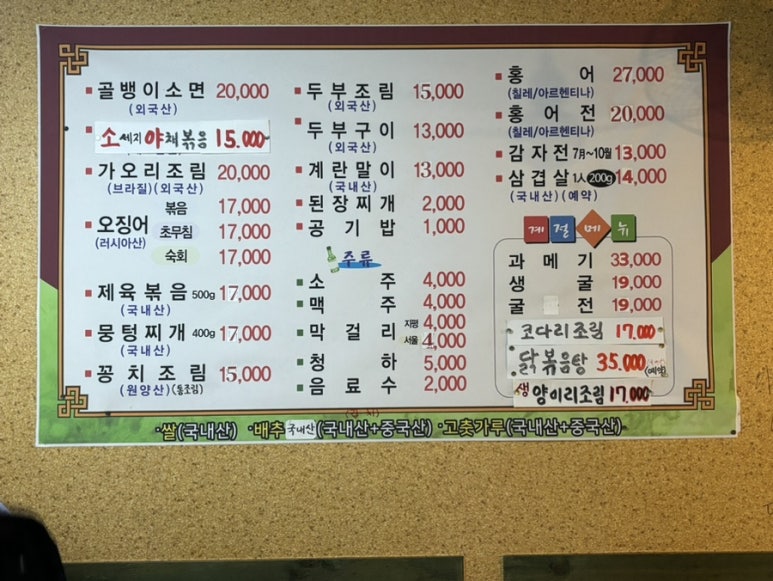 골뱅이소면 20,000
(외국산)
소세지야채볶음 15.000
가오리조림 20,000
(브라질)(외국산)
오징어
(러시아산)
볶음 17,000
초무침 17,000
숙회 17,000
제육볶음 500g 17,000
(국내산)
뭉텅찌개 400g 17,000
(국내산)
꽁치조림 15,000
(원양산)(통조림)
두부조림 15,000
(외국산)
두부구이 13,000
(외국산)
계란말이 13,000
(국내산)
된장찌개 2,000
공기밥 1,000
주류
소주 4,000
맥주 4,000
막걸리 지평 4,000
서울 4,000
청하 5,000
음료수 2,000
홍어 27,000
(칠레/아르헨티나)
홍어전 20,000
(칠레/아르헨티나)
감자전 7月~10월 13,000
삼겹살 1人 200g 14,000
(국내산)(예약)
계절메뉴
과메기 33,000
생굴 19,000
굴전 19,000
코다리조림 17.000
닭볶음탕 35.000 (예약)
생양이리조림 17.000
·쌀(국내산) ·배추국내산(국내산+중국산) ·고춧가루(국내산+중국산)